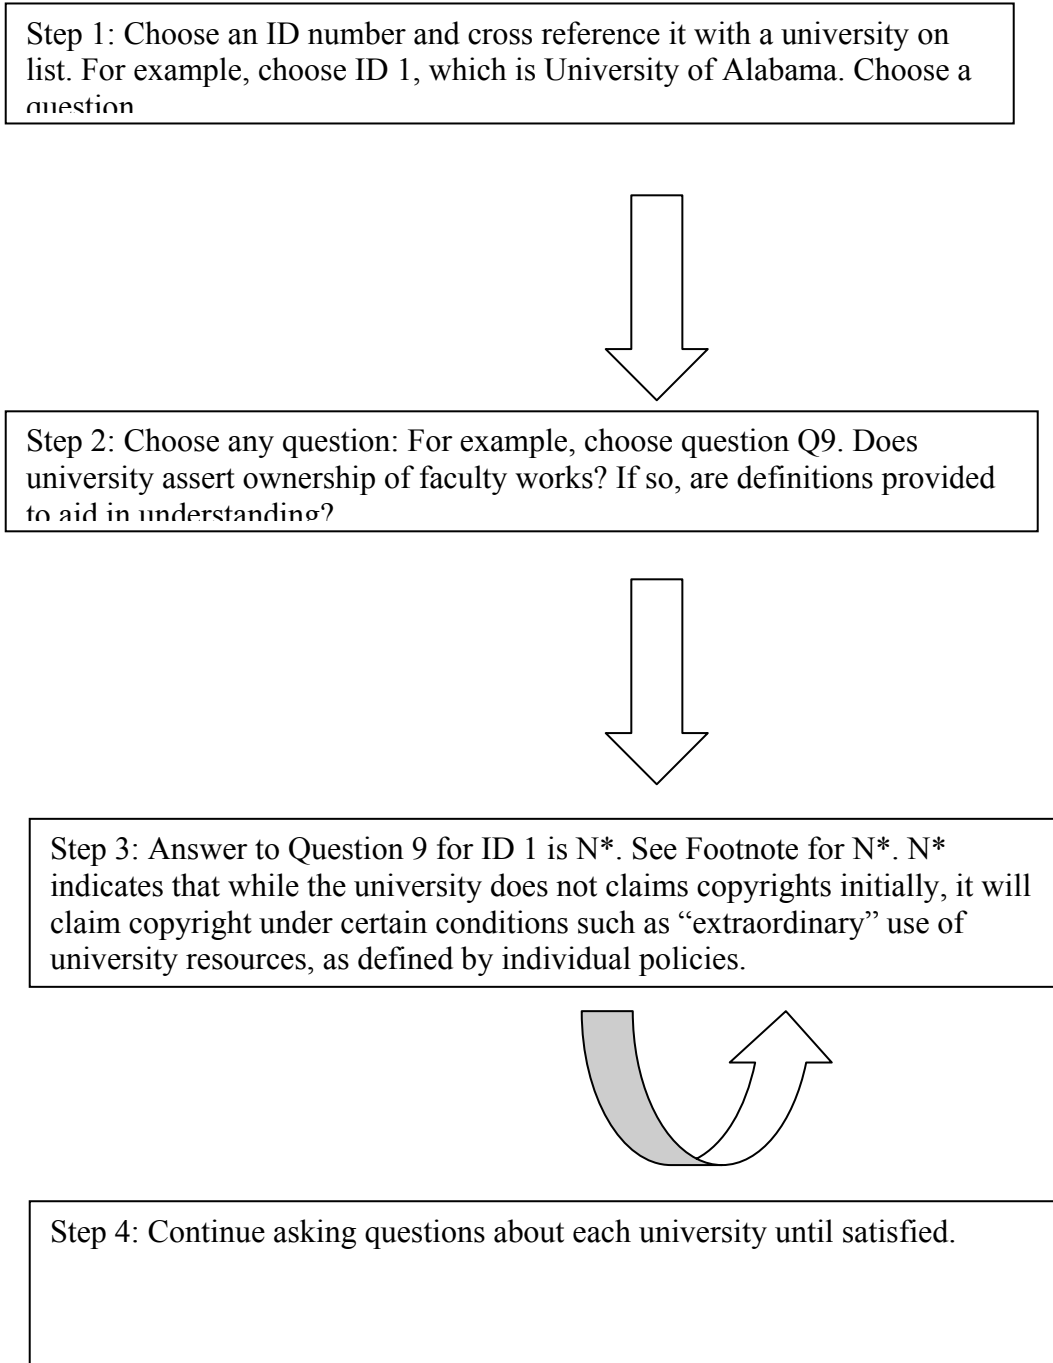 Step 1: Choose an ID number and cross reference it with a university on
list. For example, choose ID 1, which is University of Alabama. Choose a
question
Step 2: Choose any question: For example, choose question Q9. Does
university assert ownership of faculty works? If so, are definitions provided
to aid in understanding?
Step 3: Answer to Question 9 for ID 1 is N*. See Footnote for N*. N*
indicates that while the university does not claims copyrights initially, it will
claim copyright under certain conditions such as “extraordinary” use of
university resources, as defined by individual policies.
Step 4: Continue asking questions about each university until satisfied.